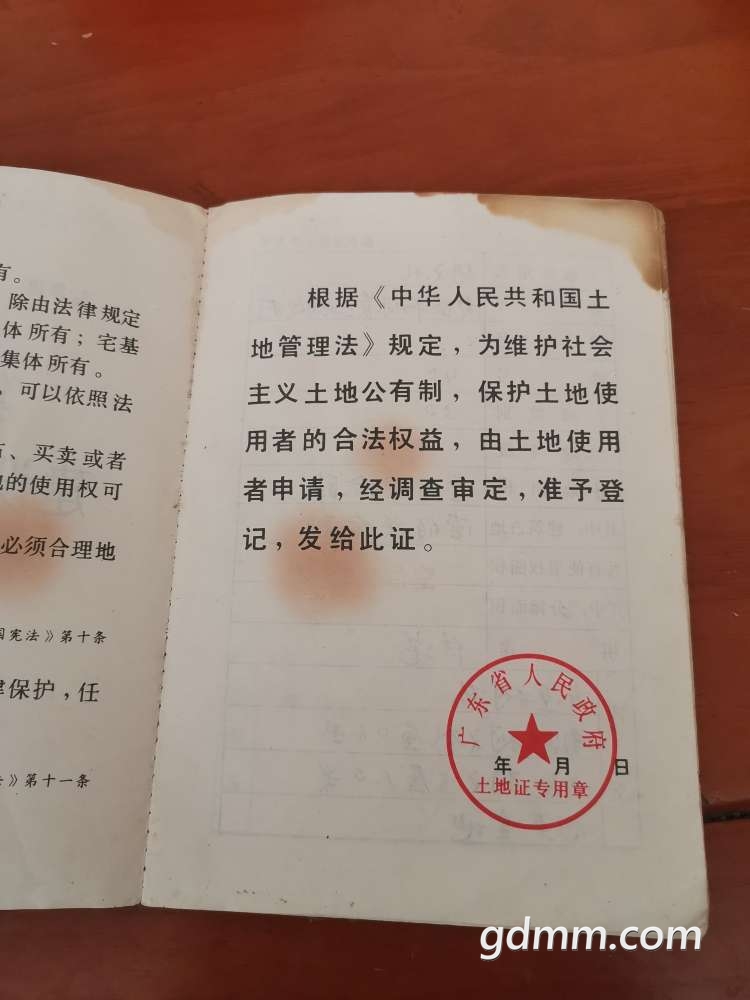 有。
除由法律规定
体所有；宅基
集体所有。
，可以依照法
、买卖或者
的使用权可
必须合理地
国宪法》第十条
律保护，任
》第十一条
根据《中华人民共和国土
地管理法》规定，为维护社会
主义土地公有制，保护土地使
用者的合法权益，由土地使用
者申请，经调查审定，准予登
记，发给此证。
广东省人民政府
年 月 日
土地证专用章
gdmm.com